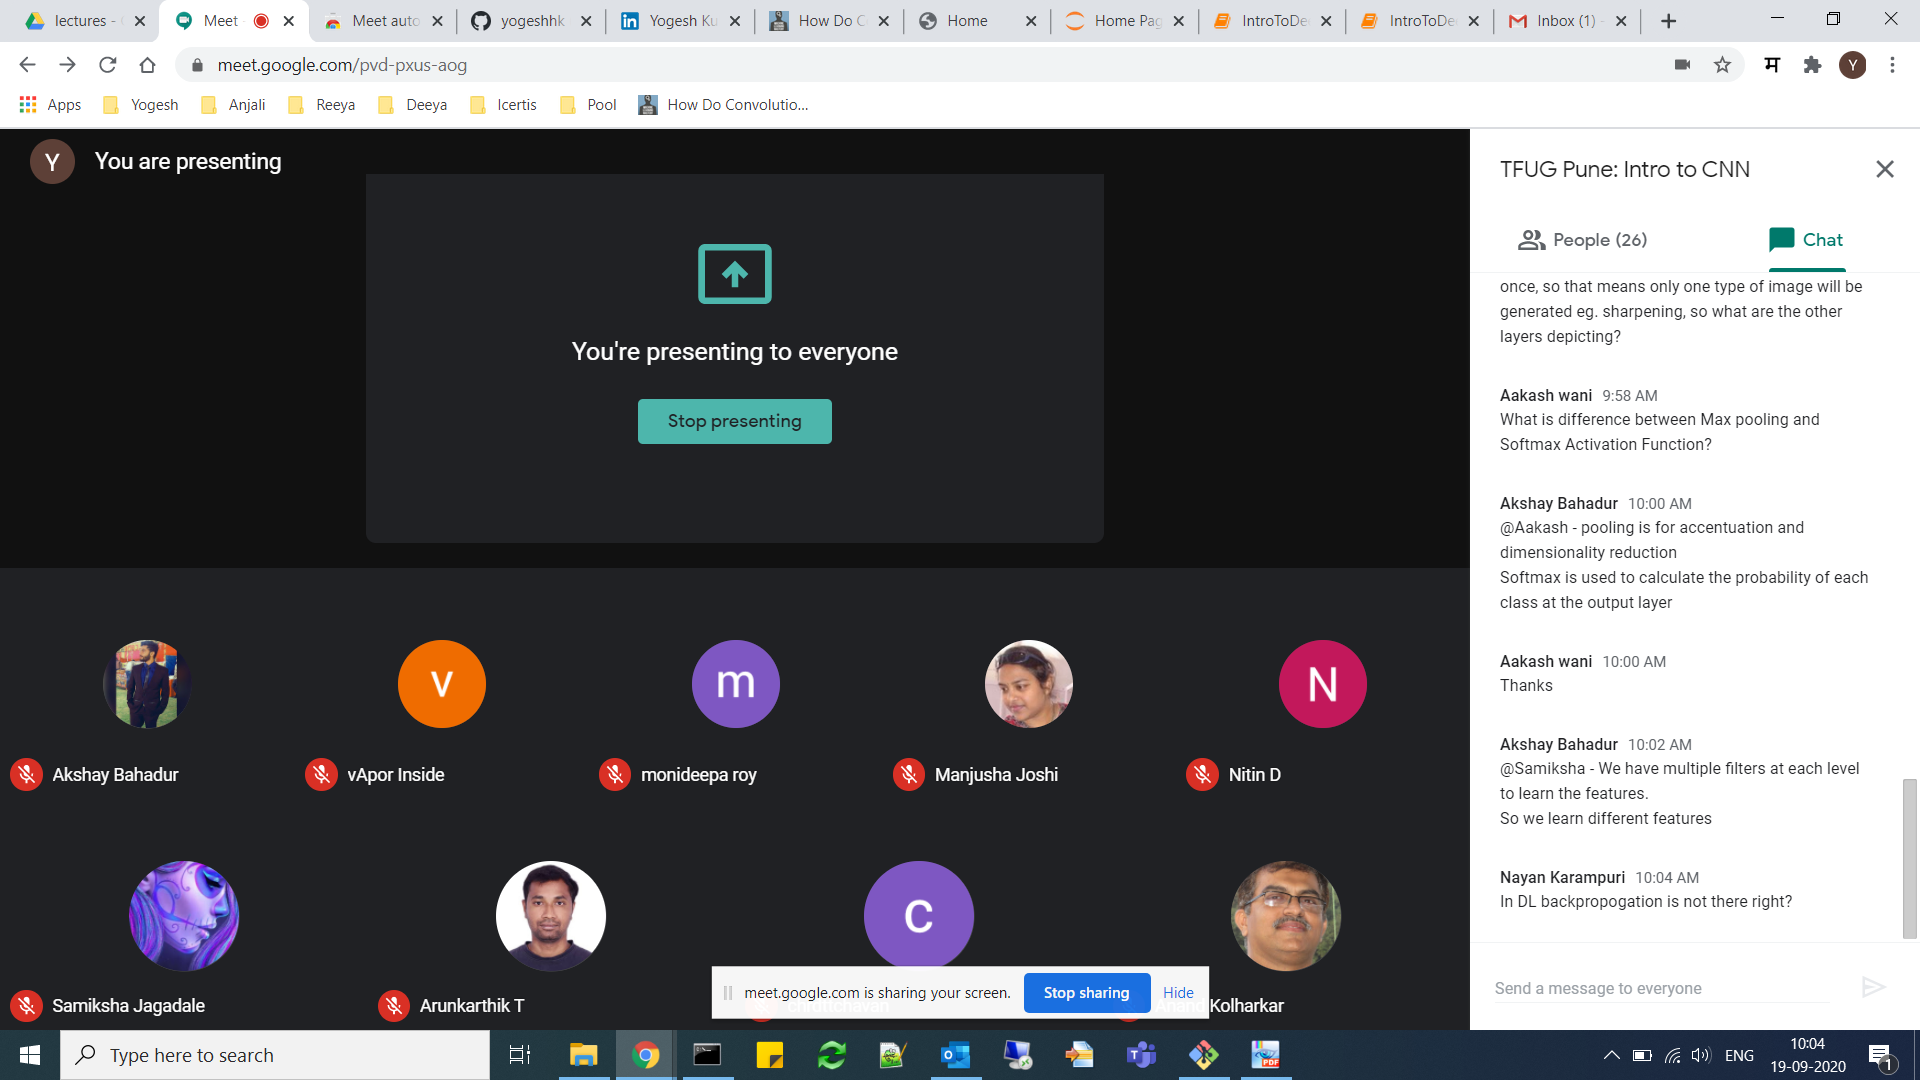 lectures -
Meet
Meet auto
yogeshhk
Yogesh Ku
How Do C
Home
Home Pag
IntroToDe
IntroToDe
Inbox (1) -
meet.google.com/pvd-pxus-aog
म
Y
Apps
Yogesh
Anjali
Reeya
Deeya
Icertis
Pool
How Do Convolutio...
Y
You are presenting
You're presenting to everyone
Stop presenting
TFUG Pune: Intro to CNN
People (26)
Chat
once, so that means only one type of image will be
generated eg. sharpening, so what are the other
layers depicting?
Aakash wani 9:58 AM
What is difference between Max pooling and
Softmax Activation Function?
Akshay Bahadur 10:00 AM
@Aakash - pooling is for accentuation and
dimensionality reduction
Softmax is used to calculate the probability of each
class at the output layer
Aakash wani 10:00 AM
Thanks
Akshay Bahadur 10:02 AM
@Samiksha - We have multiple filters at each level
to learn the features.
So we learn different features
Nayan Karampuri 10:04 AM
In DL backpropogation is not there right?
Send a message to everyone
v
m
N
Akshay Bahadur
vApor Inside
monideepa roy
Manjusha Joshi
Nitin D
c
Samiksha Jagadale
Arunkarthik T
Anand Kolharkar
meet.google.com is sharing your screen.
Stop sharing
Hide
Type here to search
PDF
ENG
10:04
19-09-2020
1